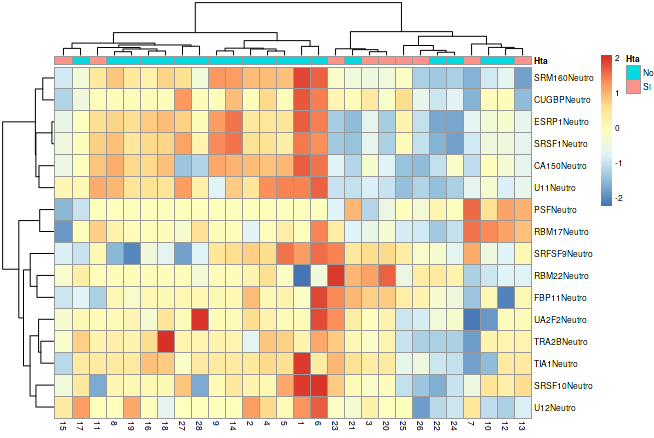 Hta
SRM160Neutro
CUGBPNeutro
ESRP1Neutro
SRSF1Neutro
CA150Neutro
U11Neutro
PSFNeutro
RBM17Neutro
SRFSF9Neutro
RBM22Neutro
FBP11Neutro
UA2F2Neutro
TRA2BNeutro
TIA1Neutro
SRSF10Neutro
U12Neutro
15 17 11 8 19 16 18 27 28 9 14 2 4 5 1 6 23 21 3 20 25 26 22 24 7 10 12 13
2
1
0
-1
-2
Hta
No
SI